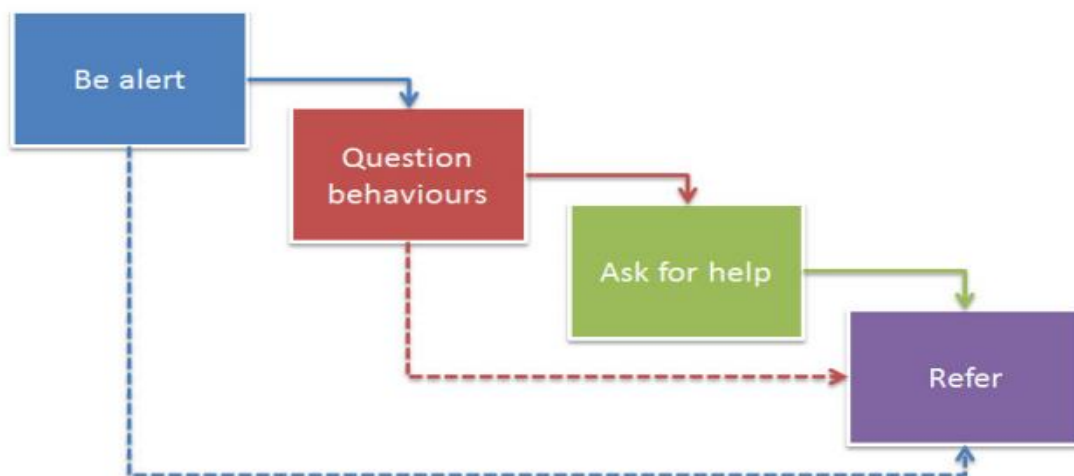 Be alert
Question
behaviours
Ask for help
Refer